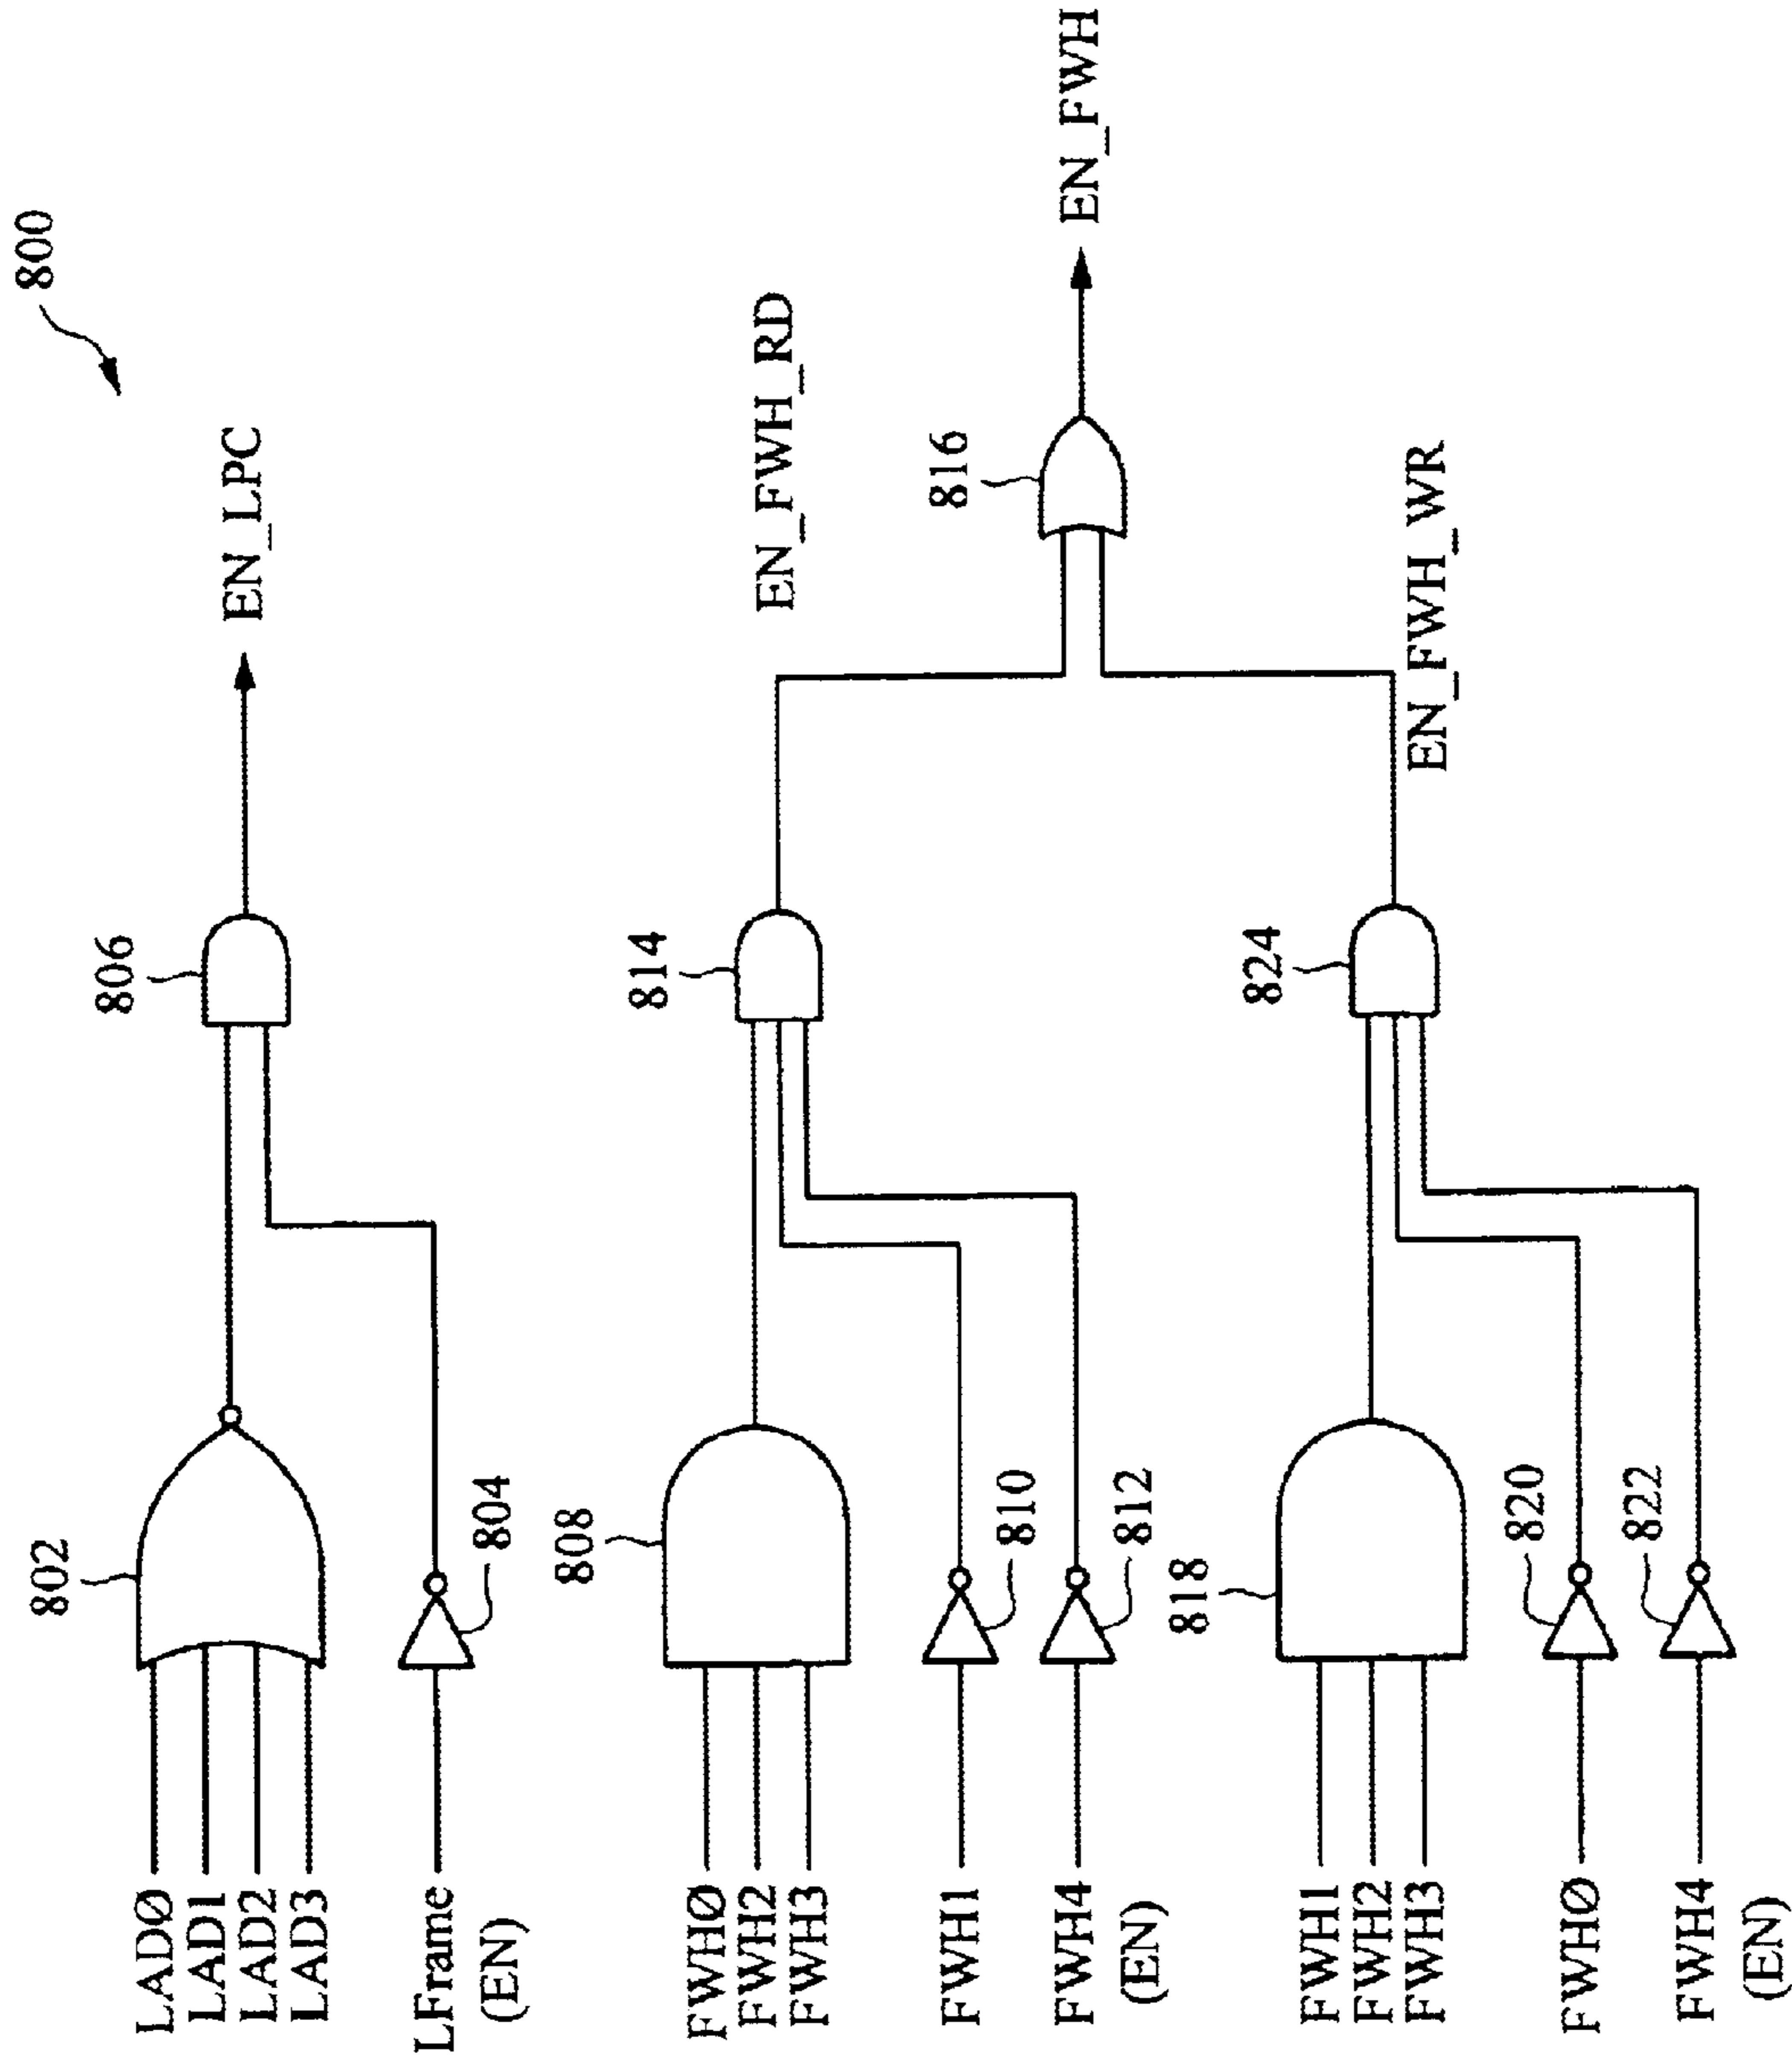 800
LADØ
LAD1
LAD2
LAD3
802
LFrame
(EN)
804
806
EN_LPC
FWHØ
FWH2
FWH3
808
FWH1
810
FWH4
(EN)
812
814
EN_FWH_RD
816
EN_FWH
FWH1
FWH2
FWH3
818
FWHØ
820
FWH4
(EN)
822
824
EN_FWH_WR